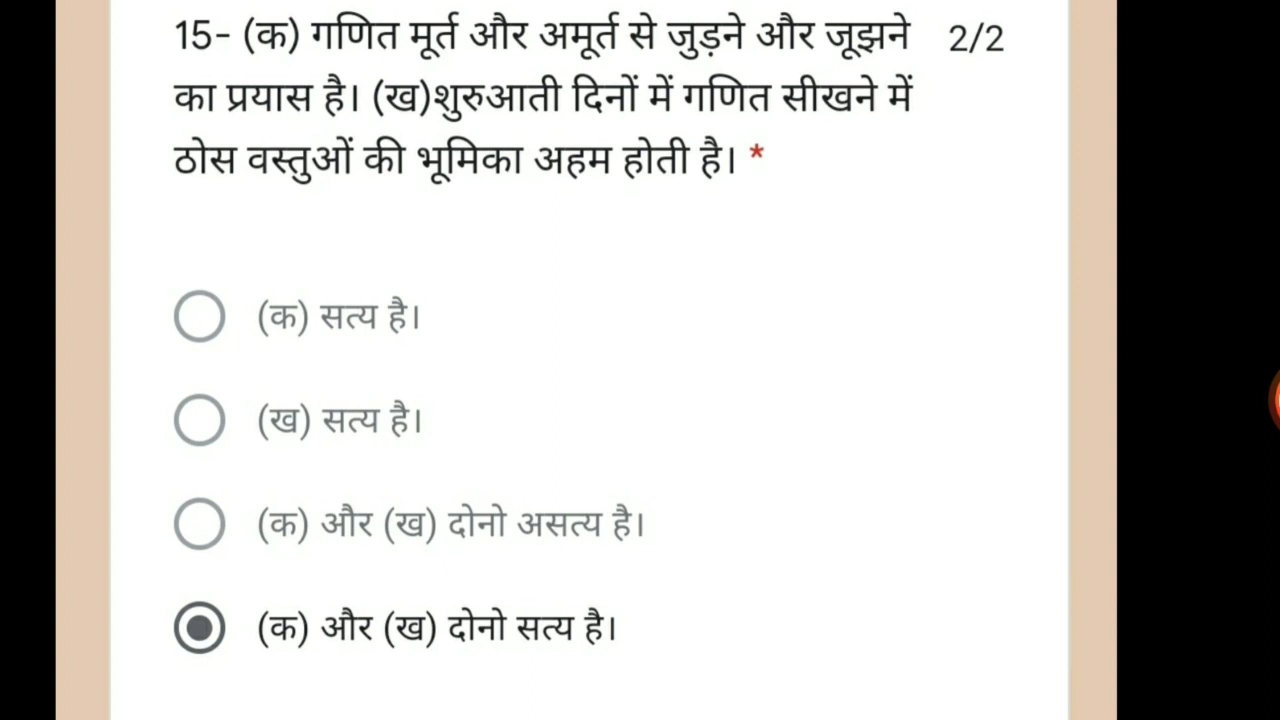 15- (क) गणित मूर्त और अमूर्त से जुड़ने और जूझने 2/2
का प्रयास है। (ख)शुरुआती दिनों में गणित सीखने में
ठोस वस्तुओं की भूमिका अहम होती है। *
(क) सत्य है।
(ख) सत्य है।
(क) और (ख) दोनो असत्य है।
(क) और (ख) दोनो सत्य है।